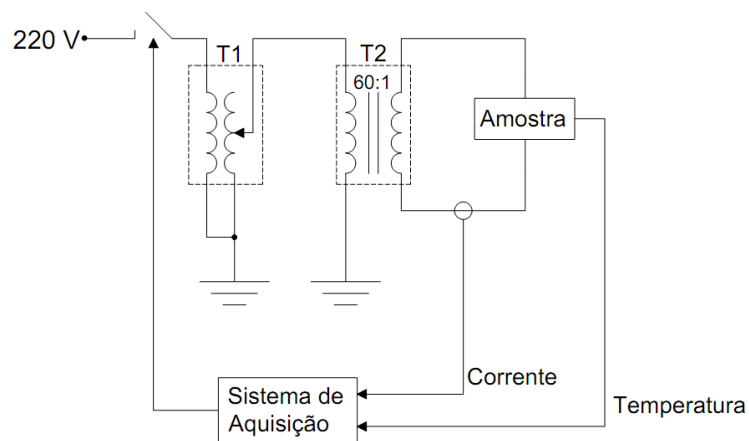 220 V
T1
T2
60:1
Amostra
Corrente
Sistema de
Aquisição
Temperatura